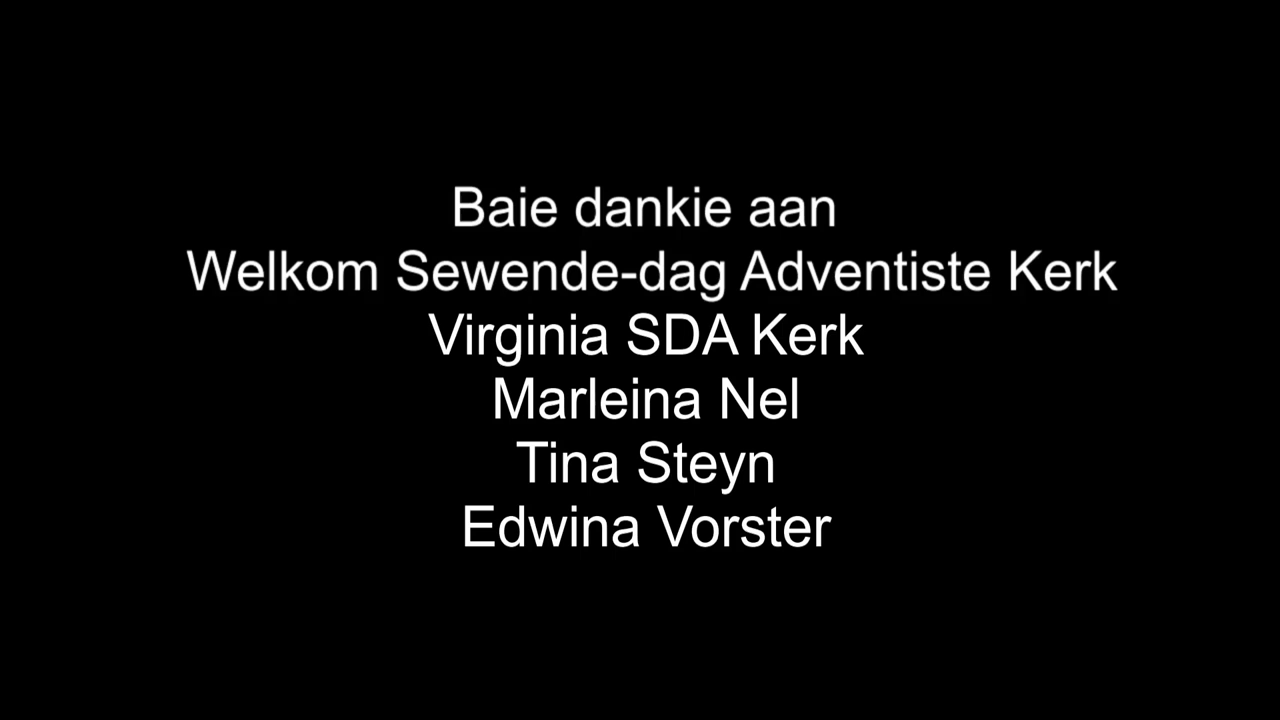 Baie dankie aan
Welkom Sewende-dag Adventiste Kerk
Virginia SDA Kerk
Marleina Nel
Tina Steyn
Edwina Vorster